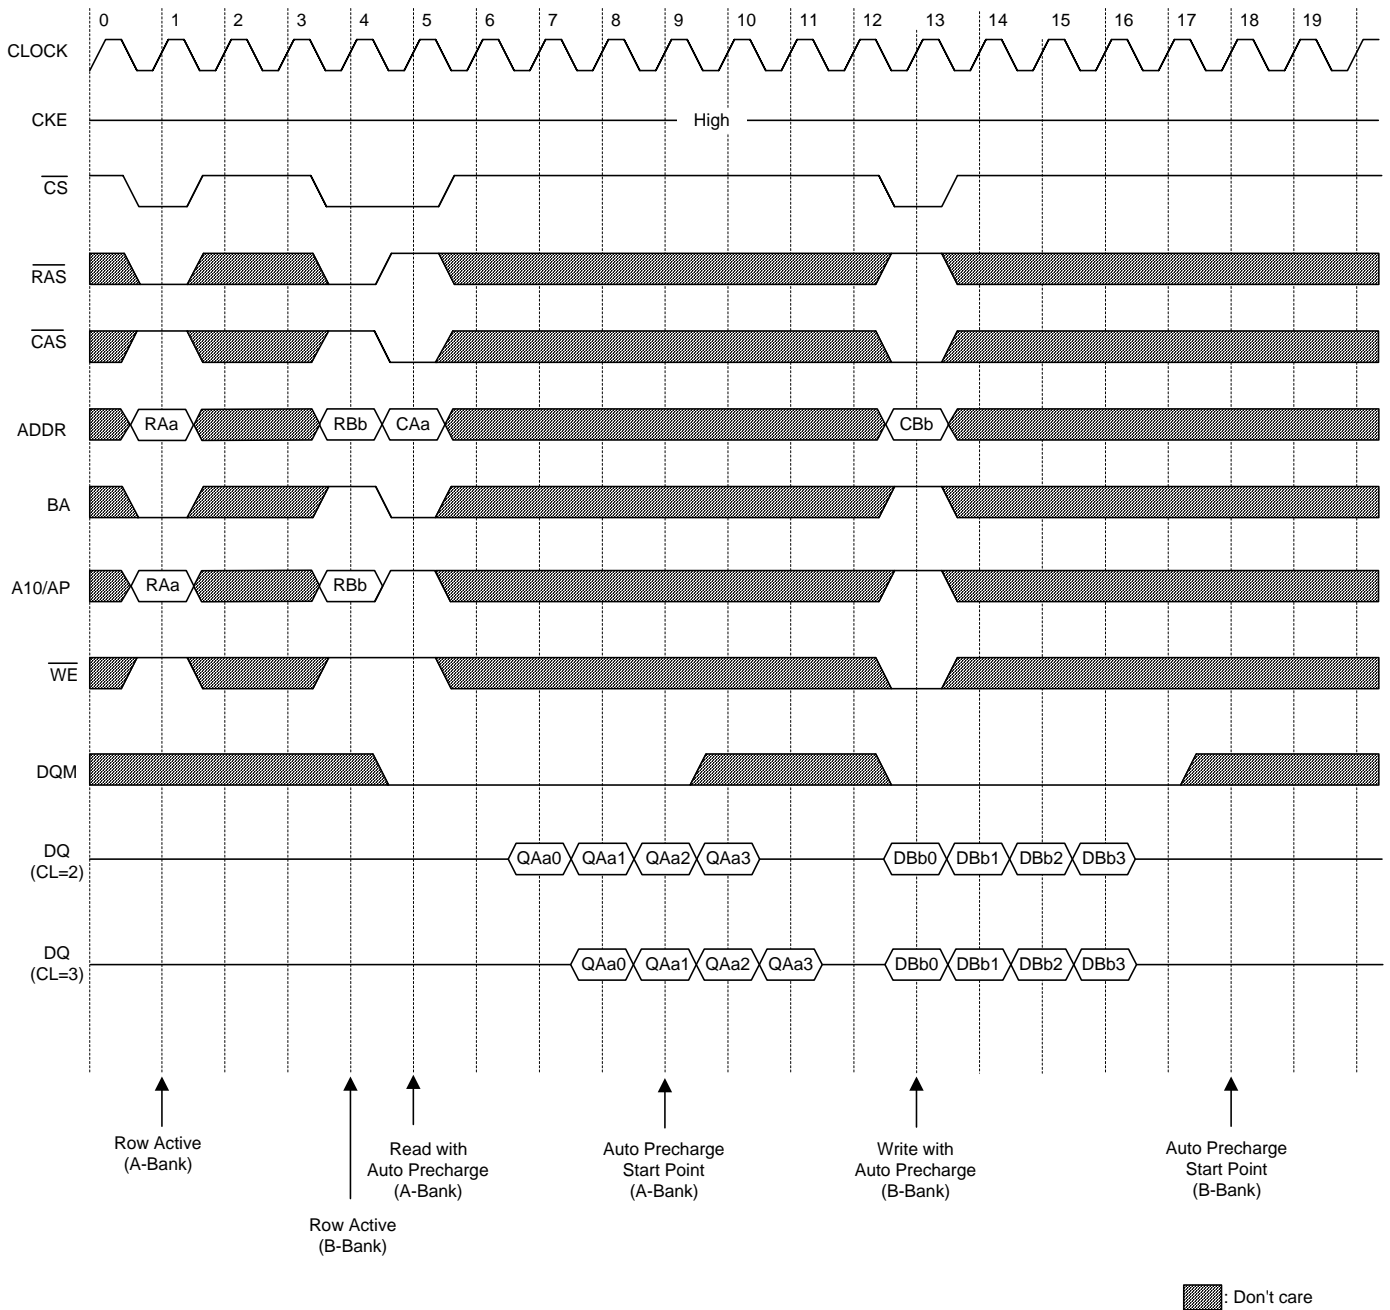 0 1 2 3 4 5 6 7 8 9 10 11 12 13 14 15 16 17 18 19
CLOCK
CKE
High
CS
RAS
CAS
ADDR
RAa
RBb
CAa
CBb
BA
A10/AP
RAa
RBb
WE
DQM
DQ
(CL=2)
QAa0 QAa1 QAa2 QAa3
DBb0 DBb1 DBb2 DBb3
DQ
(CL=3)
QAa0 QAa1 QAa2 QAa3
DBb0 DBb1 DBb2 DBb3
Row Active
(A-Bank)
Row Active
(B-Bank)
Read with
Auto Precharge
(A-Bank)
Auto Precharge
Start Point
(A-Bank)
Write with
Auto Precharge
(B-Bank)
Auto Precharge
Start Point
(B-Bank)
: Don't care